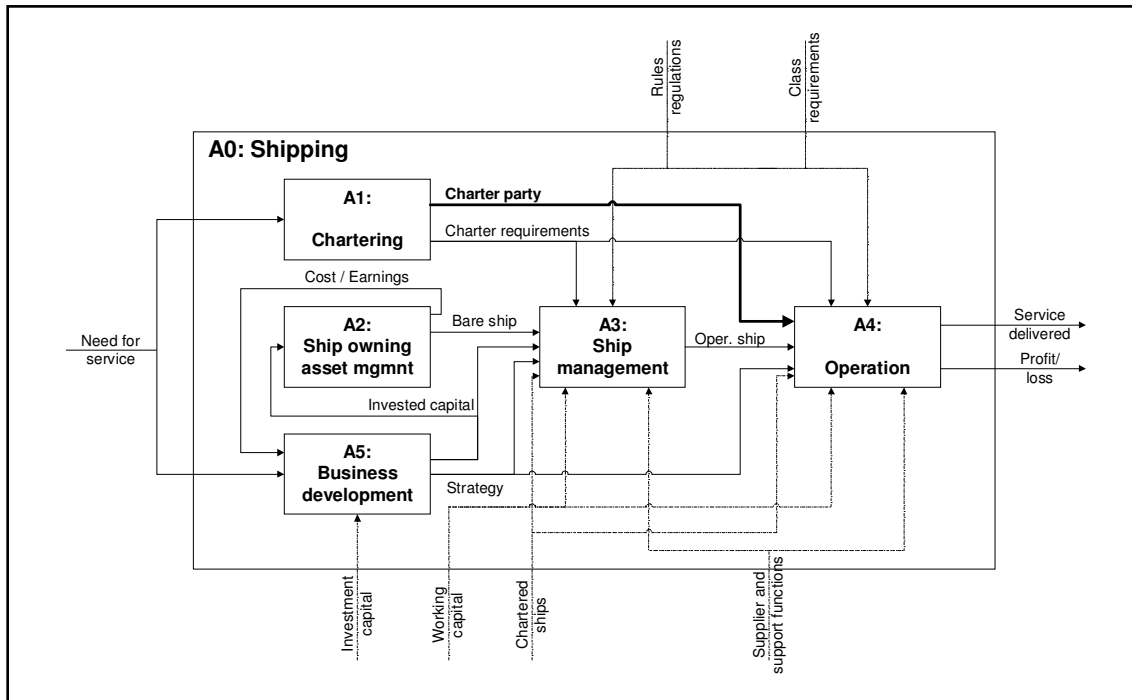 Rules
regulations
Class
requirements
A0: Shipping
A1:
Chartering
Charter party
Charter requirements
Cost / Earnings
A2:
Ship owning
asset mgmnt
Bare ship
A3:
Ship
management
Oper. ship
A4:
Operation
Service
delivered
Profit/
loss
Need for
service
Invested capital
A5:
Business
development
Strategy
Investment
capital
Working
capital
Chartered
ships
Supplier and
support functions